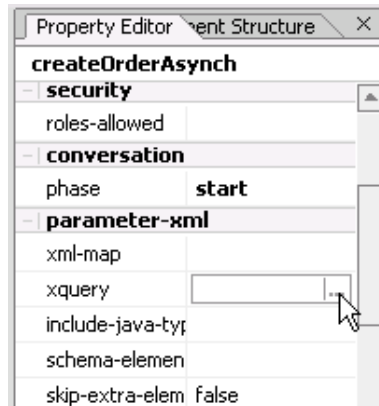 Property Editor ent Structure
createOrderAsynch
security
roles-allowed
conversation
phase start
parameter-xml
xml-map
xquery ...
include-java-typ
schema-elemen
skip-extra-elem false